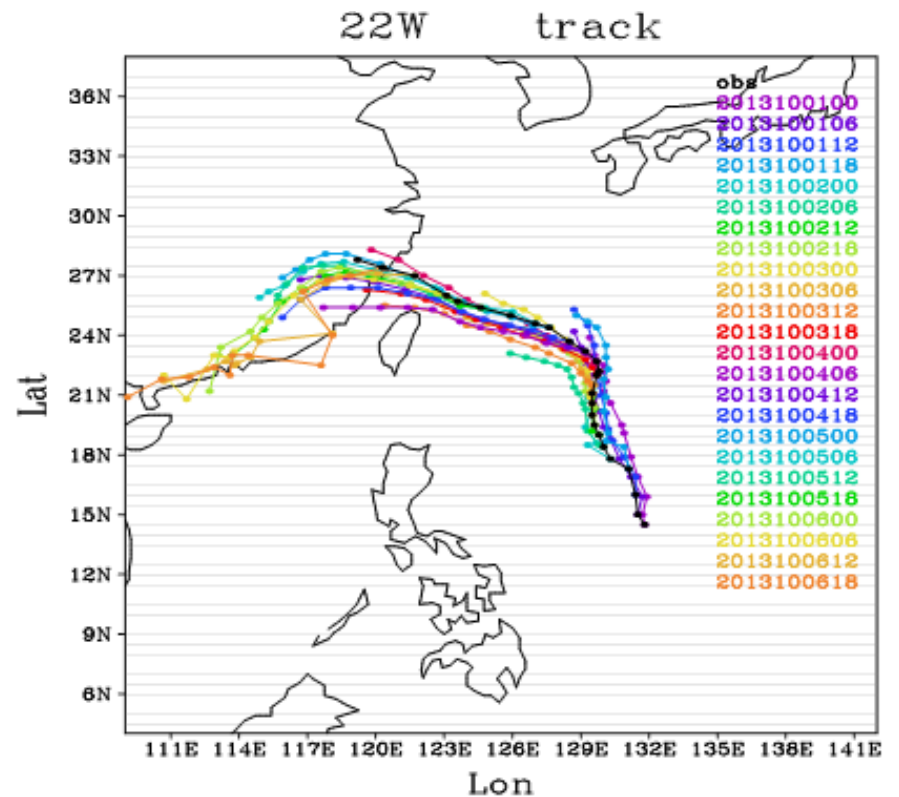 22W track
obs
2013100100
2013100106
2013100112
2013100118
2013100200
2013100206
2013100212
2013100218
2013100300
2013100306
2013100312
2013100318
2013100400
2013100406
2013100412
2013100418
2013100500
2013100506
2013100512
2013100518
2013100600
2013100606
2013100612
2013100618
36N
33N
30N
27N
24N
21N
18N
15N
12N
9N
6N
Lat
111E 114E 117E 120E 123E 126E 129E 132E 135E 138E 141E
Lon